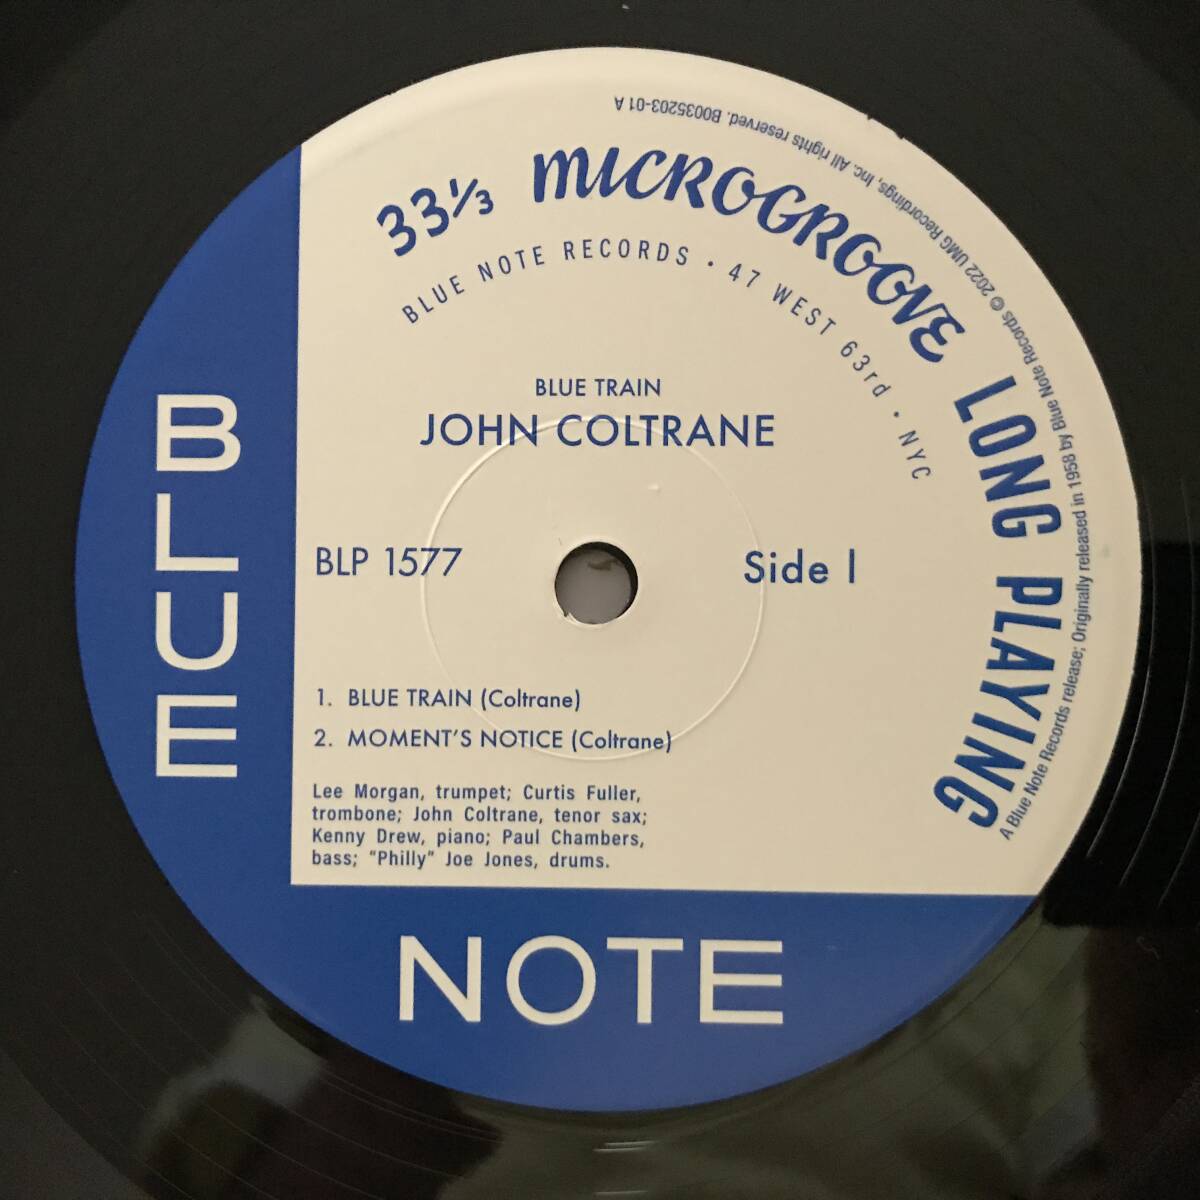 33⅓ MICROGROOVE LONG PLAYING
BLUE NOTE RECORDS · 47 WEST 63rd · NYC
A Blue Note Records release; Originally released in 1958 by Blue Note Records © 2022 UMG Recordings, Inc. All rights reserved. B0035203-01 A
BLUE TRAIN
JOHN COLTRANE
BLP 1577
Side 1
1. BLUE TRAIN (Coltrane)
2. MOMENT'S NOTICE (Coltrane)
Lee Morgan, trumpet; Curtis Fuller,
trombone; John Coltrane, tenor sax;
Kenny Drew, piano; Paul Chambers,
bass; "Philly" Joe Jones, drums.
BLUE
NOTE